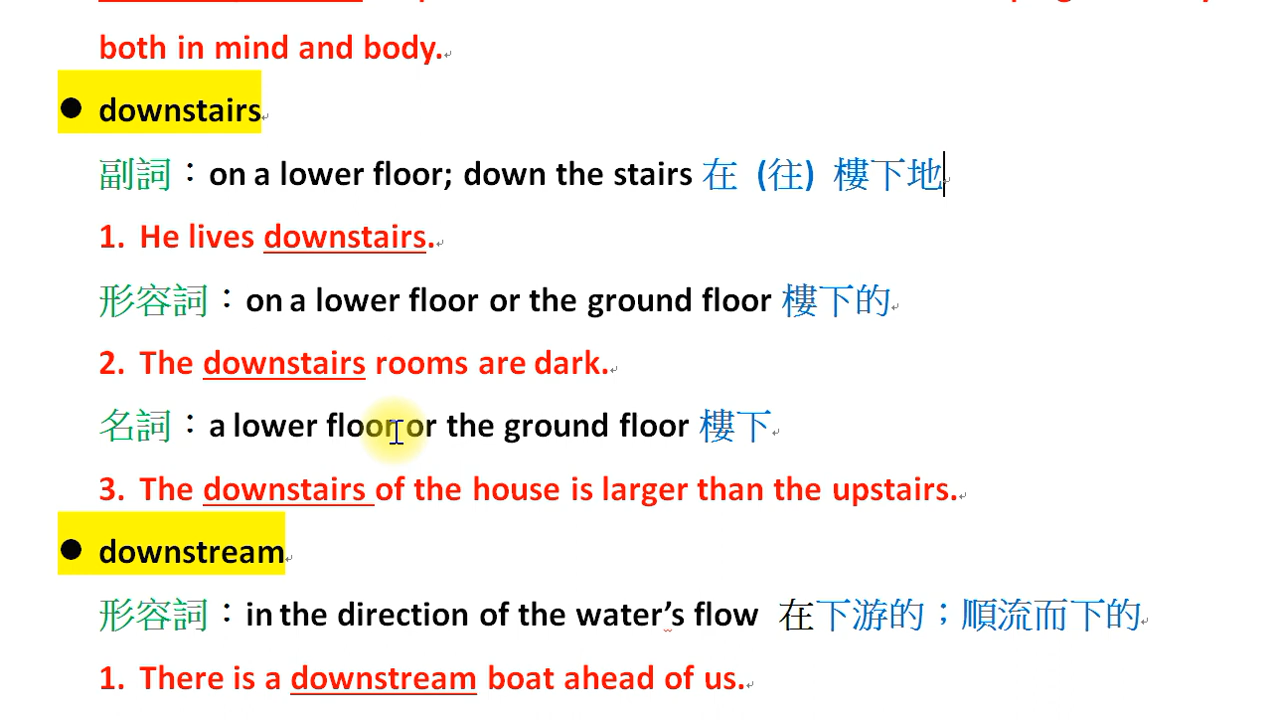 both in mind and body.
● downstairs
副詞：on a lower floor; down the stairs 在 (往) 樓下地
1. He lives downstairs.
形容詞：on a lower floor or the ground floor 樓下的
2. The downstairs rooms are dark.
名詞：a lower floor or the ground floor 樓下
3. The downstairs of the house is larger than the upstairs.
● downstream
形容詞：in the direction of the water’s flow 在下游的；順流而下的
1. There is a downstream boat ahead of us.